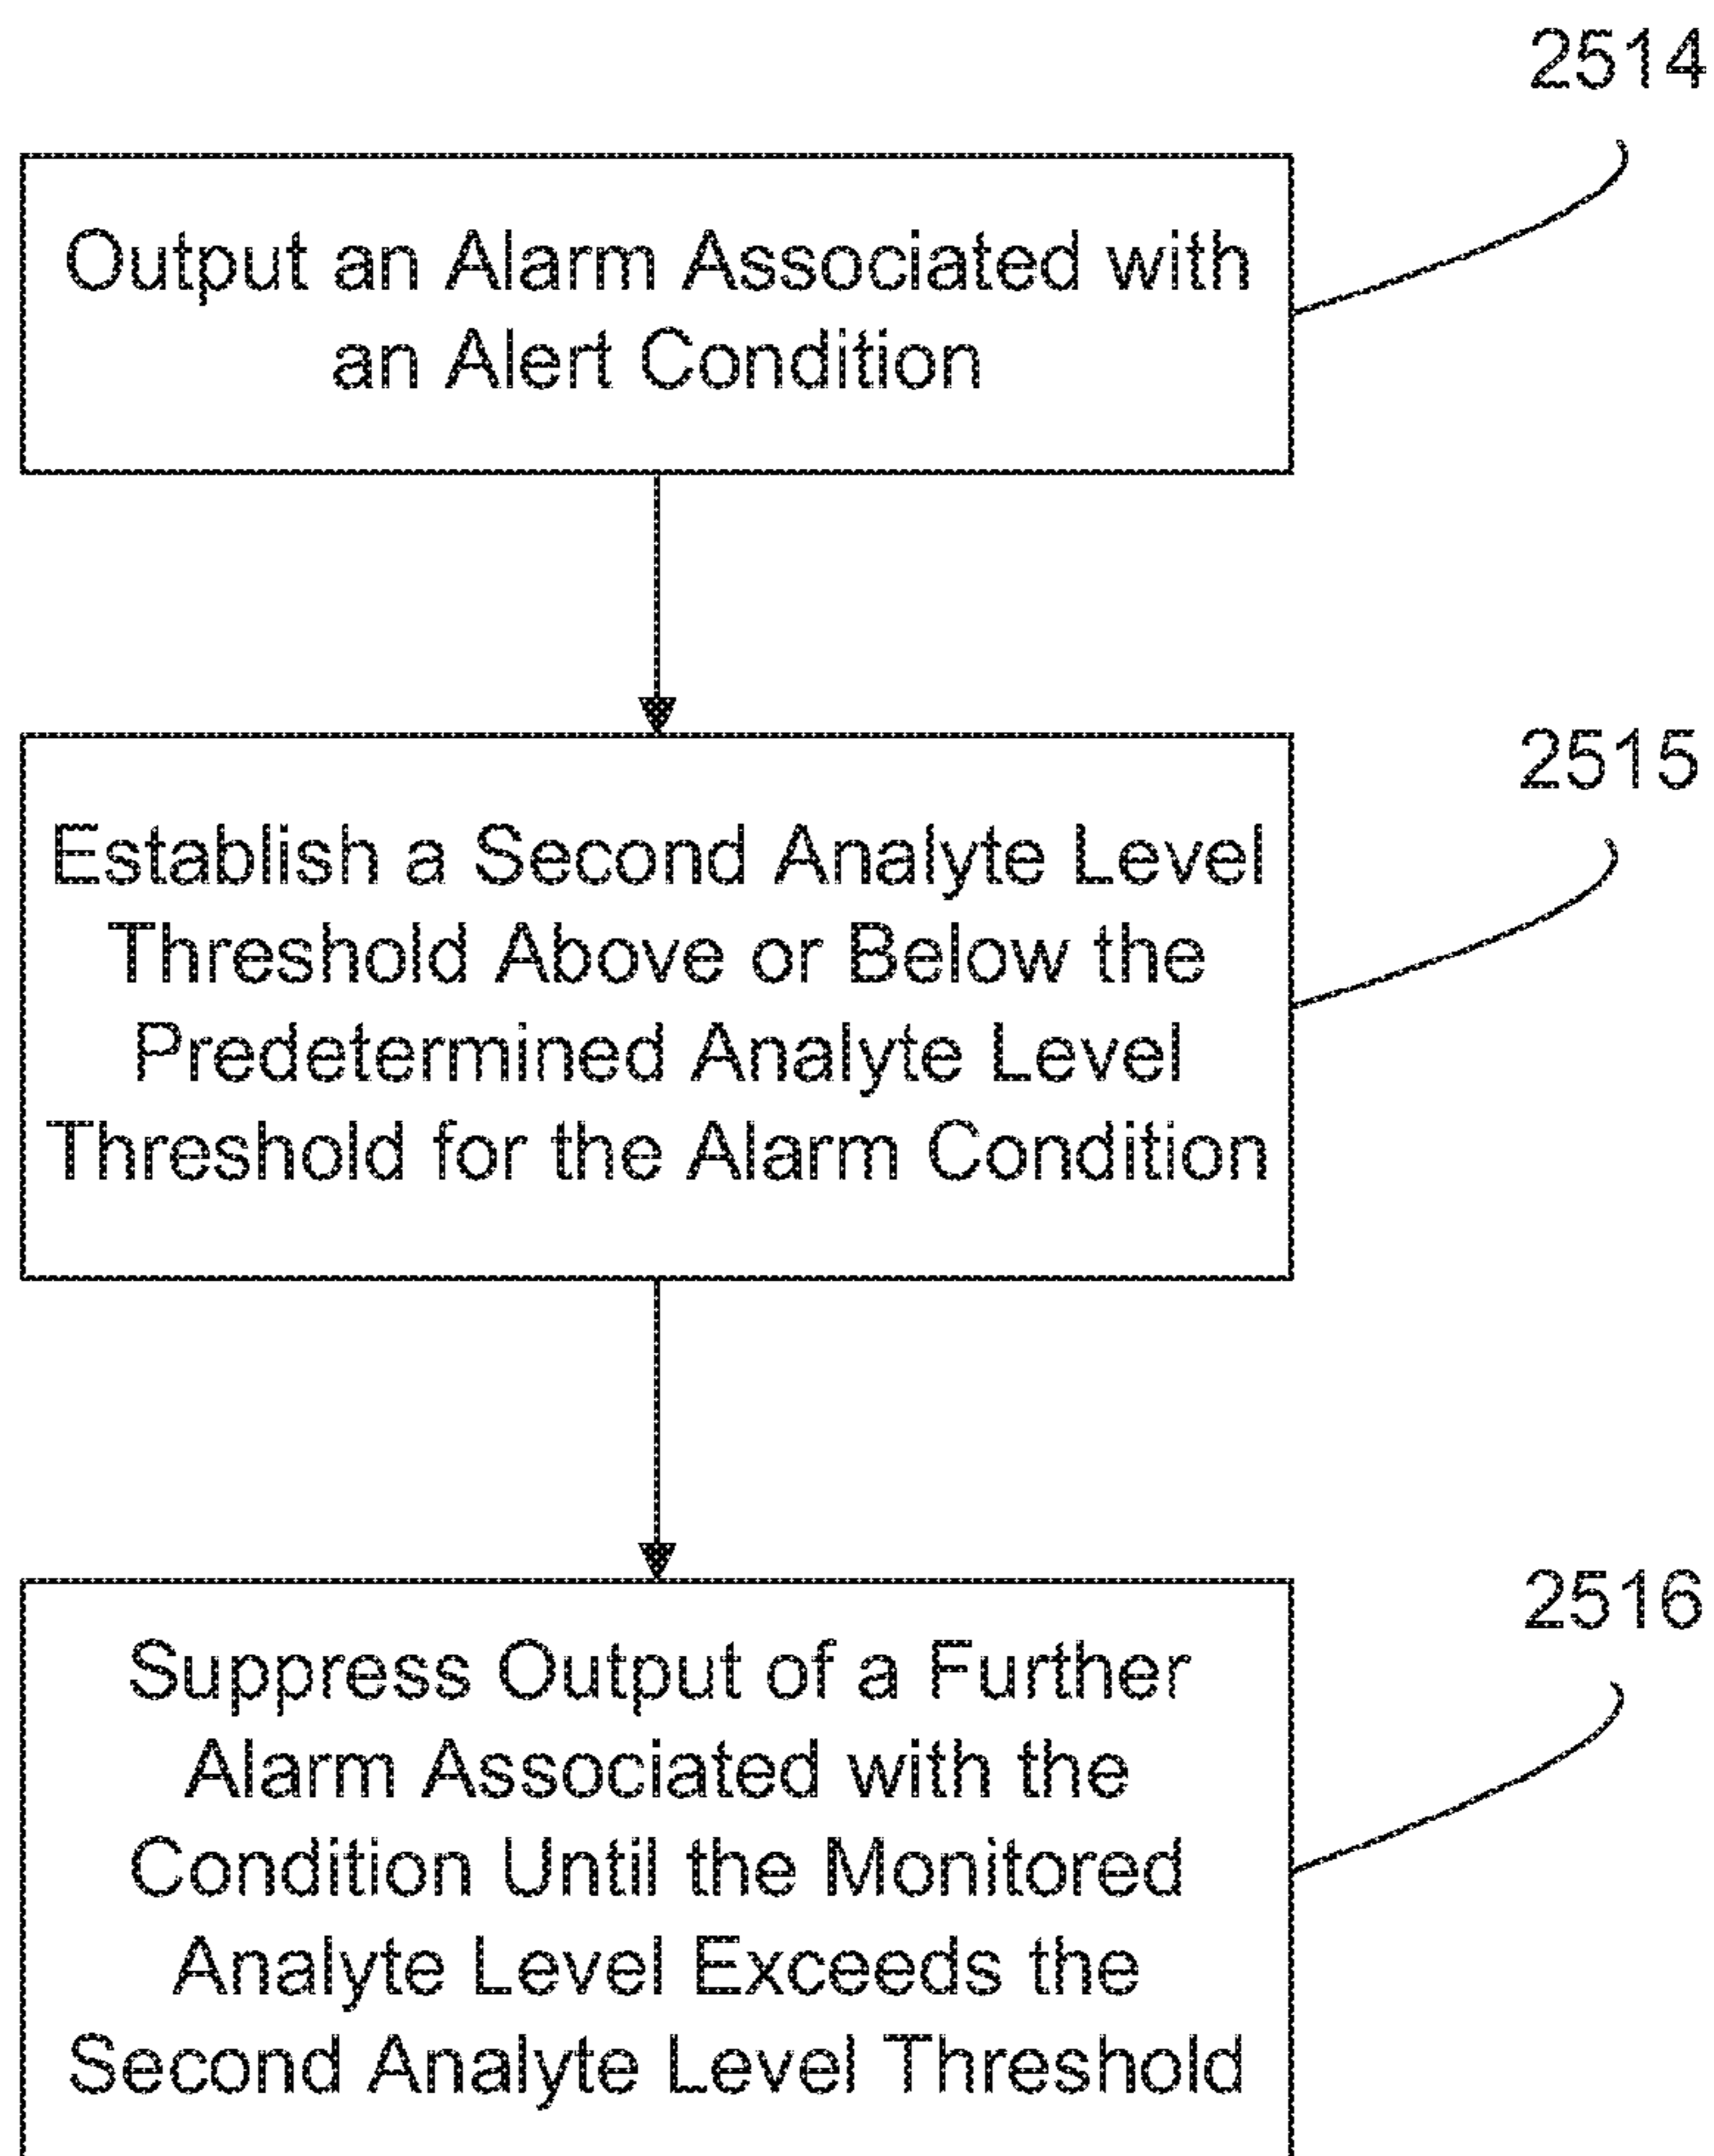 2514
Output an Alarm Associated with
an Alert Condition
2515
Establish a Second Analyte Level
Threshold Above or Below the
Predetermined Analyte Level
Threshold for the Alarm Condition
2516
Suppress Output of a Further
Alarm Associated with the
Condition Until the Monitored
Analyte Level Exceeds the
Second Analyte Level Threshold